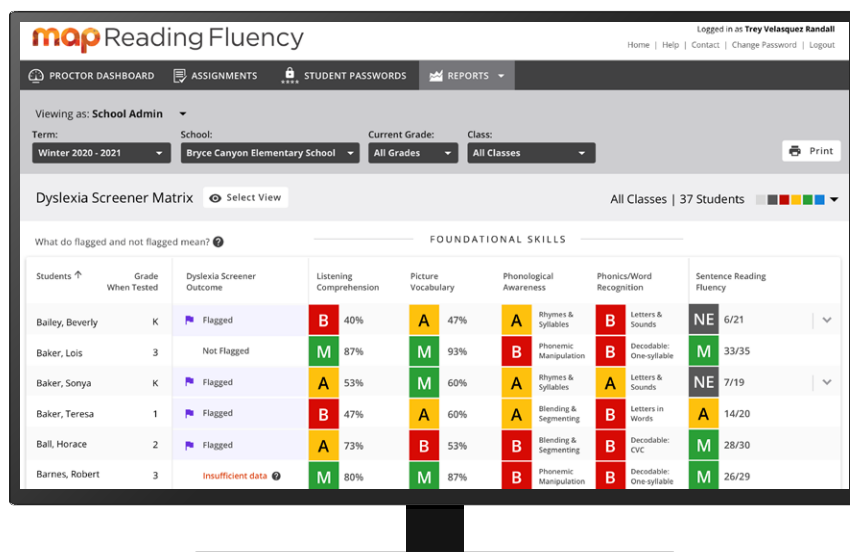 map Reading Fluency
Logged in as Trey Velasquez Randall
Home | Help | Contact | Change Password | Logout
PROCTOR DASHBOARD ASSIGNMENTS STUDENT PASSWORDS REPORTS
Viewing as: School Admin
Term: School: Current Grade: Class:
Winter 2020 - 2021 Bryce Canyon Elementary School All Grades All Classes
Print
Dyslexia Screener Matrix Select View All Classes | 37 Students
What do flagged and not flagged mean? ? FOUNDATIONAL SKILLS
Students Grade Dyslexia Screener Listening Picture Phonological Phonics/Word Sentence Reading
When Tested Outcome Comprehension Vocabulary Awareness Recognition Fluency
Bailey, Beverly K Flagged B 40% A 47% A Rhymes & B Letters & NE 6/21
Syllables Sounds
Baker, Lois 3 Not Flagged M 87% M 93% B Phonemic B Decodable: M 33/35
Manipulation One-syllable
Baker, Sonya K Flagged A 53% M 60% A Rhymes & A Letters & NE 7/19
Syllables Sounds
Baker, Teresa 1 Flagged B 47% A 60% A Blending & B Letters in A 14/20
Segmenting Words
Ball, Horace 2 Flagged A 73% B 53% B Blending & B Decodable: M 28/30
Segmenting CVC
Barnes, Robert 3 Insufficient data ? M 80% M 87% B Phonemic B Decodable: M 26/29
Manipulation One-syllable